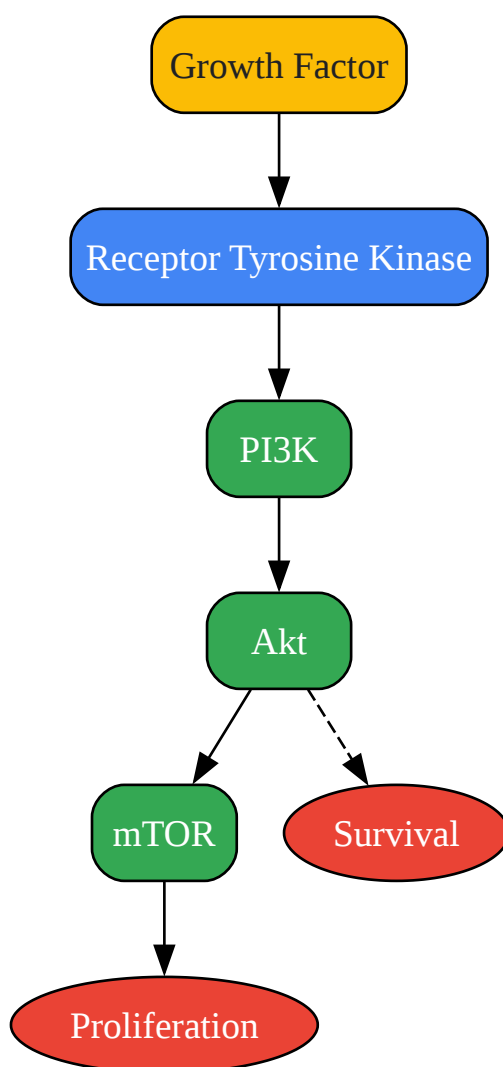 Growth Factor
Receptor Tyrosine Kinase
PI3K
Akt
mTOR
Survival
Proliferation